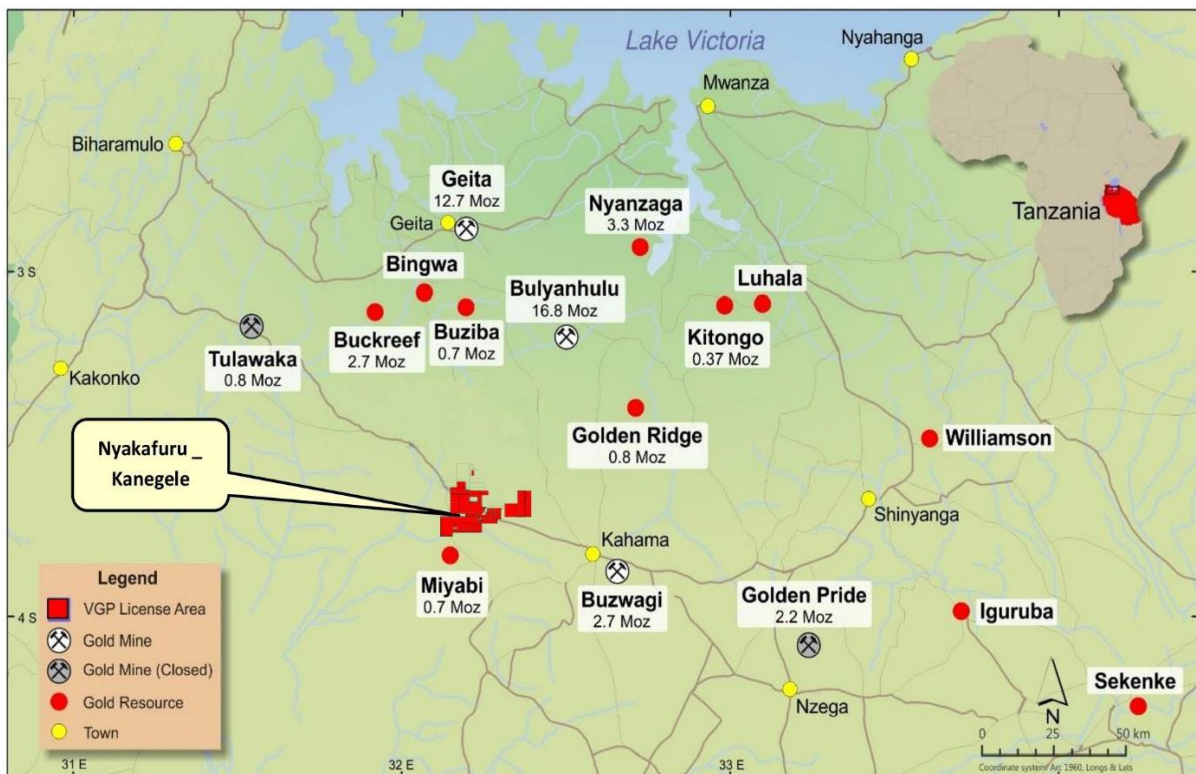 Lake Victoria
Nyahanga
Mwanza
Biharamulo
Tanzania
Geita
12.7 Moz
Geita
Nyanzaga
3.3 Moz
3 S
Bingwa
Bulyanhulu
16.8 Moz
Luhala
Buckreef
2.7 Moz
Buziba
0.7 Moz
Kitongo
0.37 Moz
Tulawaka
0.8 Moz
Kakonko
Golden Ridge
0.8 Moz
Williamson
Nyakafuru _
Kanegele
Shinyanga
Kahama
Miyabi
0.7 Moz
Buzwagi
2.7 Moz
Golden Pride
2.2 Moz
Iguruba
4 S
Sekenke
Nzega
Legend
VGP License Area
Gold Mine
Gold Mine (Closed)
Gold Resource
Town
N
0 25 50 km
Coordinate system: Arc 1960, Longs & Lats
31 E
32 E
33 E